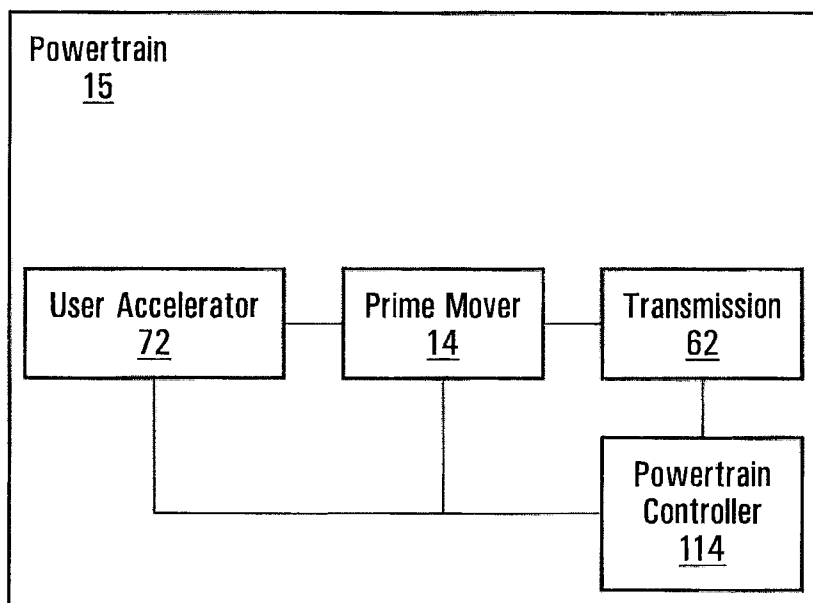 Powertrain
15
User Accelerator
72
Prime Mover
14
Transmission
62
Powertrain
Controller
114